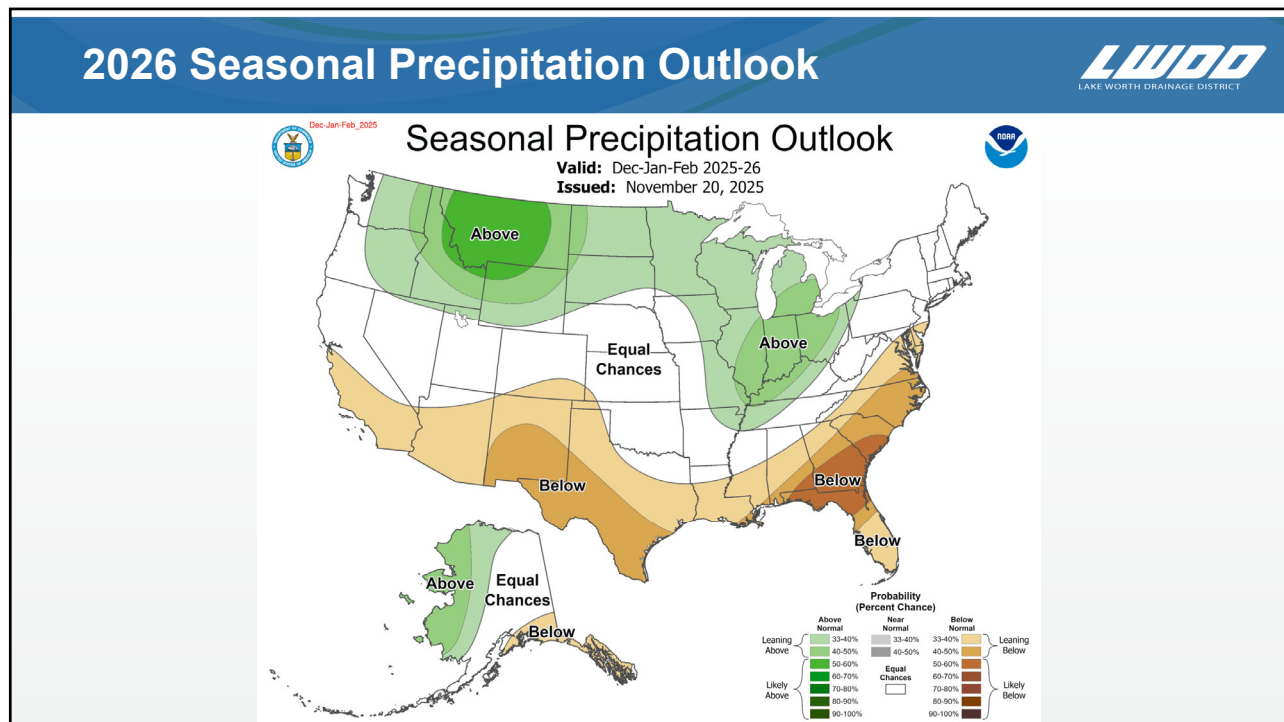 2026 Seasonal Precipitation Outlook
LWDD
LAKE WORTH DRAINAGE DISTRICT
Dec-Jan-Feb_2025
Seasonal Precipitation Outlook
Valid: Dec-Jan-Feb 2025-26
Issued: November 20, 2025
NOAA
Above
Equal
Chances
Above
Below
Below
Below
Above
Equal
Chances
Below
Probability
(Percent Chance)
Above
Normal
Near
Normal
Below
Normal
Leaning
Above
33-40%
40-50%
Likely
Above
50-60%
60-70%
70-80%
80-90%
90-100%
33-40%
40-50%
Equal
Chances
33-40%
40-50%
Leaning
Below
50-60%
60-70%
70-80%
80-90%
90-100%
Likely
Below